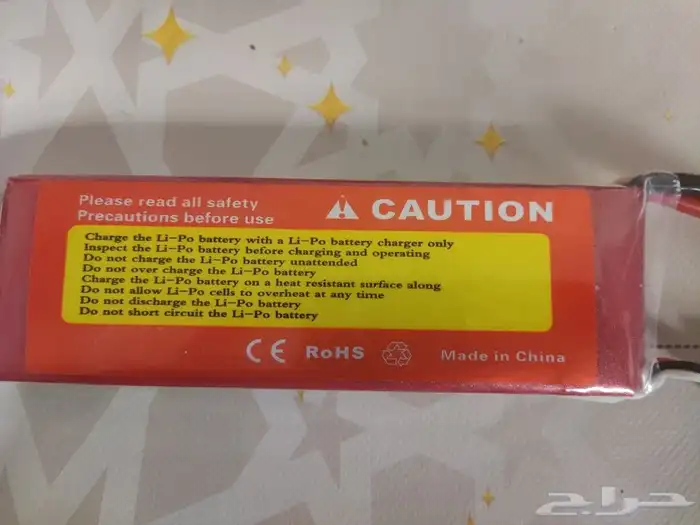 Please read all safety
Precautions before use
CAUTION
Charge the Li-Po battery with a Li-Po battery charger only
Inspect the Li-Po battery before charging and operating
Do not charge the Li-Po battery unattended
Do not over charge the Li-Po battery
Charge the Li-Po battery on a heat resistant surface along
Do not allow Li-Po cells to overheat at any time
Do not discharge the Li-Po battery
Do not short circuit the Li-Po battery
CE RoHS Made in China
حراج